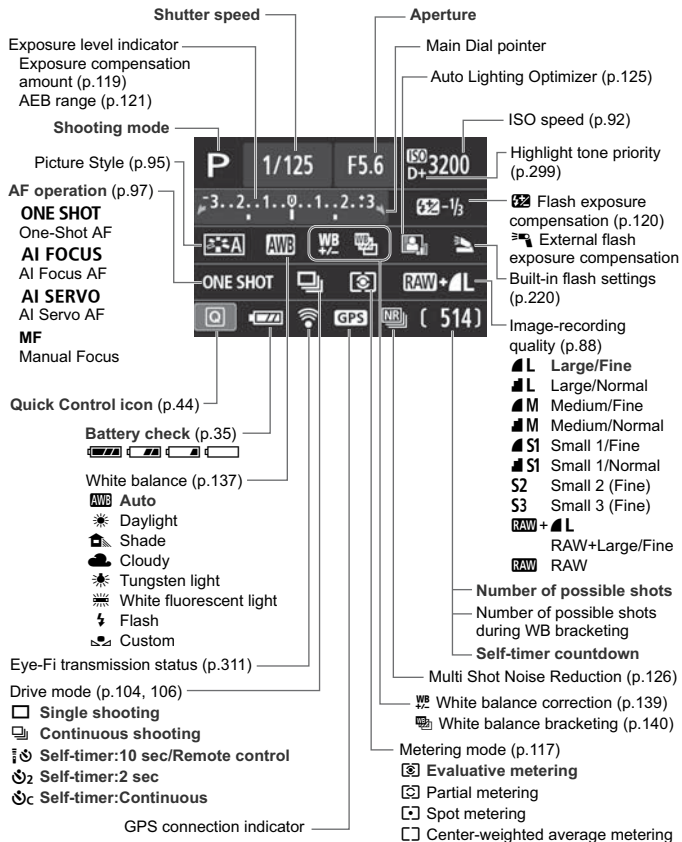 Shutter speed
Aperture
Exposure level indicator
Exposure compensation
amount (p.119)
AEB range (p.121)
Main Dial pointer
Auto Lighting Optimizer (p.125)
Shooting mode
ISO speed (p.92)
Picture Style (p.95)
Highlight tone priority
(p.299)
AF operation (p.97)
ONE SHOT
One-Shot AF
AI FOCUS
AI Focus AF
AI SERVO
AI Servo AF
MF
Manual Focus
P 1/125 F5.6 ISO D+ 3200
-3..2..1..0..1..2.:3 -1/3
A AWB WB +/- WB
ONE SHOT RAW+L
Q GPS NR ( 514)
Flash exposure
compensation (p.120)
External flash
exposure compensation
Built-in flash settings
(p.220)
Image-recording
quality (p.88)
L Large/Fine
L Large/Normal
M Medium/Fine
M Medium/Normal
S1 Small 1/Fine
S1 Small 1/Normal
S2 Small 2 (Fine)
S3 Small 3 (Fine)
RAW+L
RAW+Large/Fine
RAW RAW
Quick Control icon (p.44)
Battery check (p.35)
White balance (p.137)
AWB Auto
Daylight
Shade
Cloudy
Tungsten light
White fluorescent light
Flash
Custom
Number of possible shots
Number of possible shots
during WB bracketing
Self-timer countdown
Eye-Fi transmission status (p.311)
Multi Shot Noise Reduction (p.126)
Drive mode (p.104, 106)
Single shooting
Continuous shooting
Self-timer:10 sec/Remote control
2 Self-timer:2 sec
C Self-timer:Continuous
WB +/- White balance correction (p.139)
WB White balance bracketing (p.140)
Metering mode (p.117)
Evaluative metering
Partial metering
Spot metering
Center-weighted average metering
GPS connection indicator